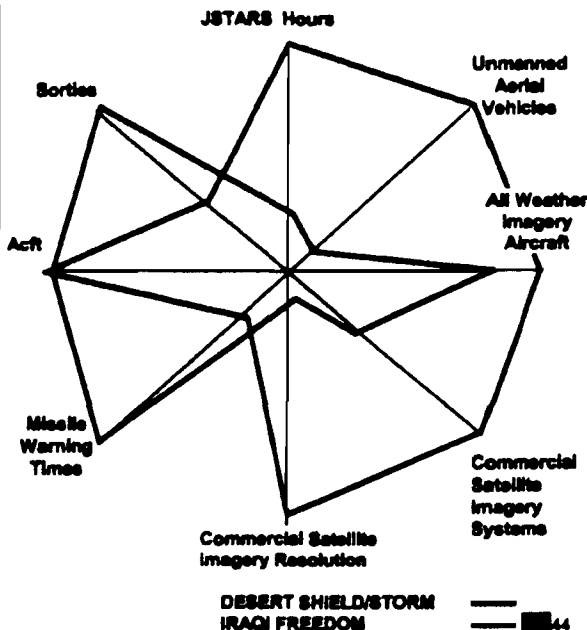 JSTARS Hours
Unmanned
Aerial
Vehicles
Sorties
All Weather
Imagery
Aircraft
Acft
Missile
Warning
Times
Commercial
Satellite
Imagery
Systems
Commercial Satellite
Imagery Resolution
DESERT SHIELD/STORM
IRAQI FREEDOM
44